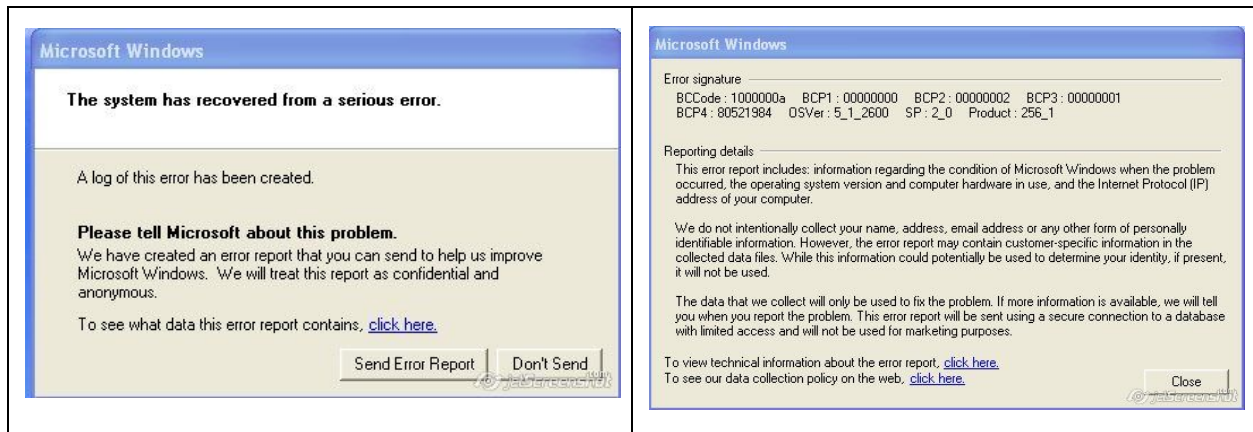 Microsoft Windows
The system has recovered from a serious error.
A log of this error has been created.
Please tell Microsoft about this problem.
We have created an error report that you can send to help us improve
Microsoft Windows. We will treat this report as confidential and
anonymous.
To see what data this error report contains, click here.
Send Error Report Don't Send
JetScreenshot
Microsoft Windows
Error signature
BCCode : 1000000a BCP1 : 00000000 BCP2 : 00000002 BCP3 : 00000001
BCP4 : 80521984 OSVer : 5_1_2600 SP : 2_0 Product : 256_1
Reporting details
This error report includes: information regarding the condition of Microsoft Windows when the problem
occurred, the operating system version and computer hardware in use, and the Internet Protocol (IP)
address of your computer.
We do not intentionally collect your name, address, email address or any other form of personally
identifiable information. However, the error report may contain customer-specific information in the
collected data files. While this information could potentially be used to determine your identity, if present,
it will not be used.
The data that we collect will only be used to fix the problem. If more information is available, we will tell
you when you report the problem. This error report will be sent using a secure connection to a database
with limited access and will not be used for marketing purposes.
To view technical information about the error report, click here.
To see our data collection policy on the web, click here.
Close
JetScreenshot